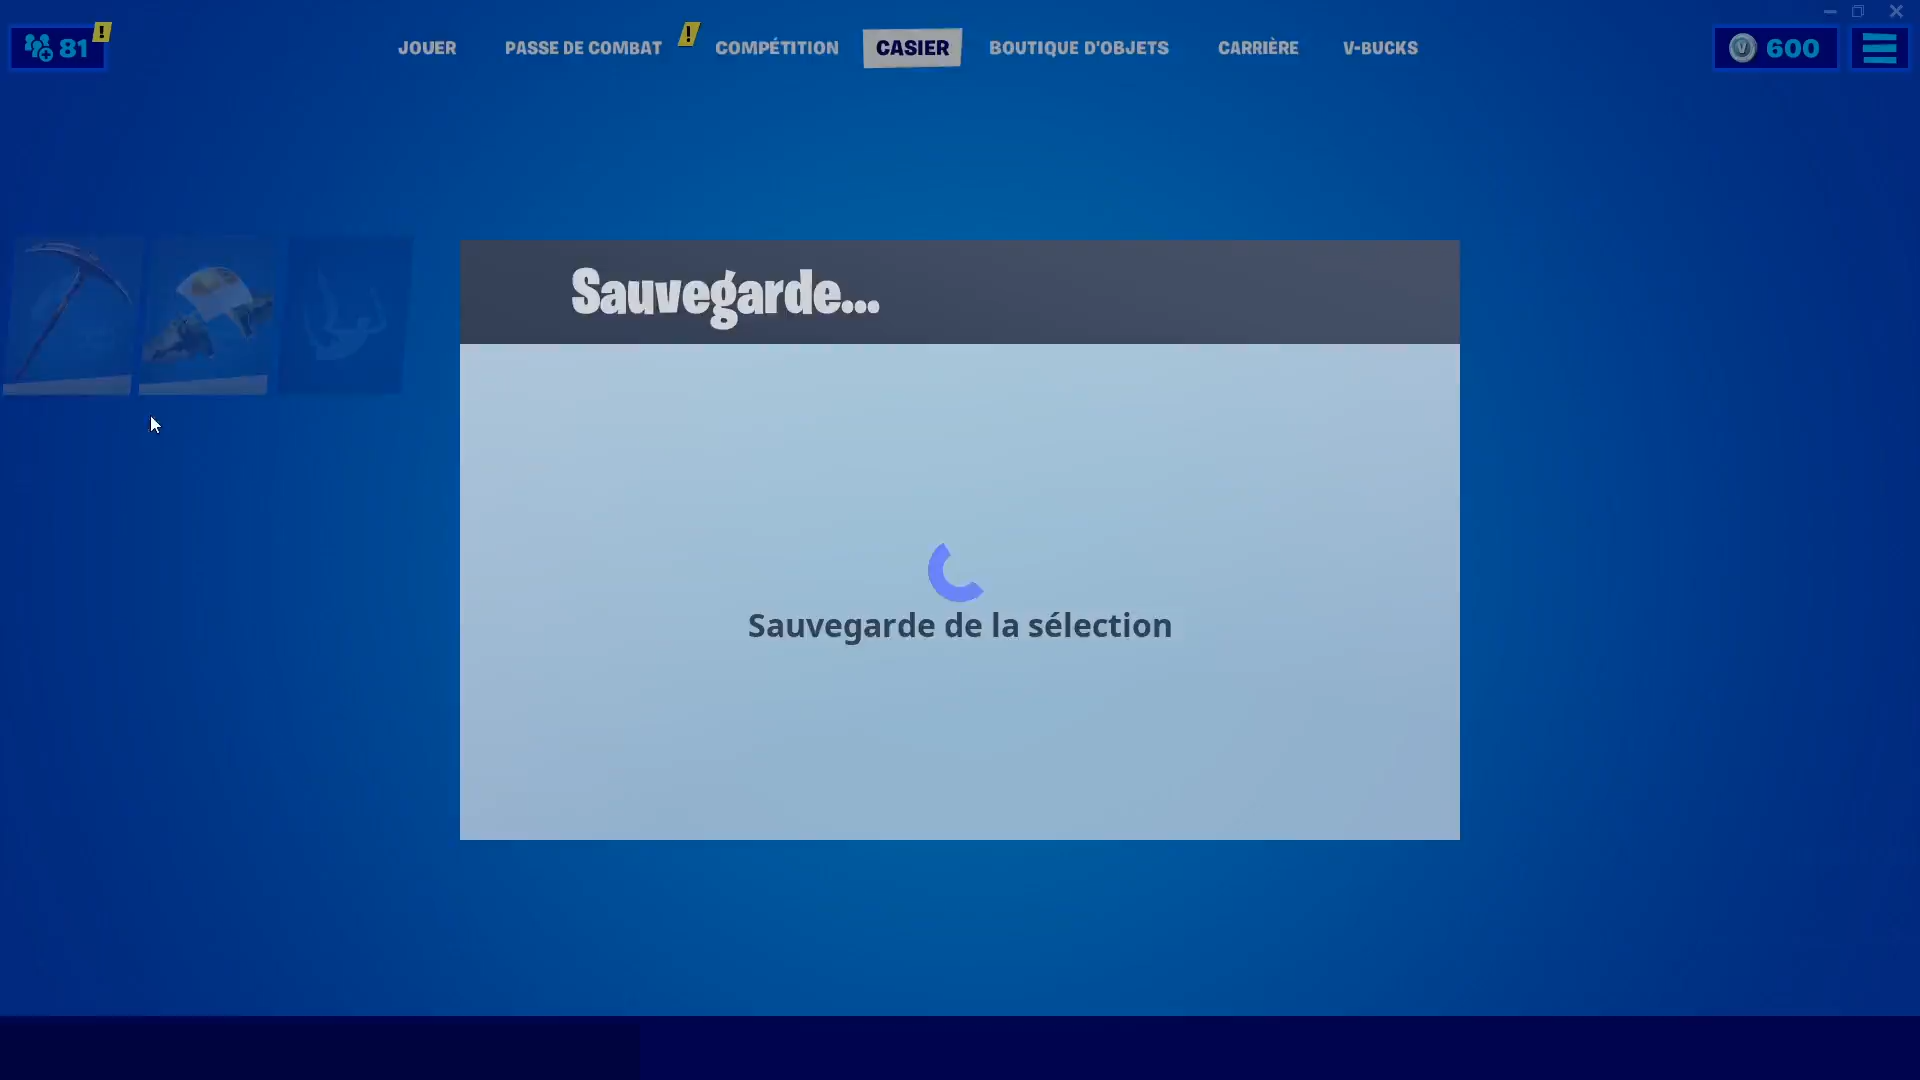 81
!
JOUER
PASSE DE COMBAT
!
COMPÉTITION
CASIER
BOUTIQUE D'OBJETS
CARRIÈRE
V-BUCKS
V
600
Sauvegarde...
Sauvegarde de la sélection